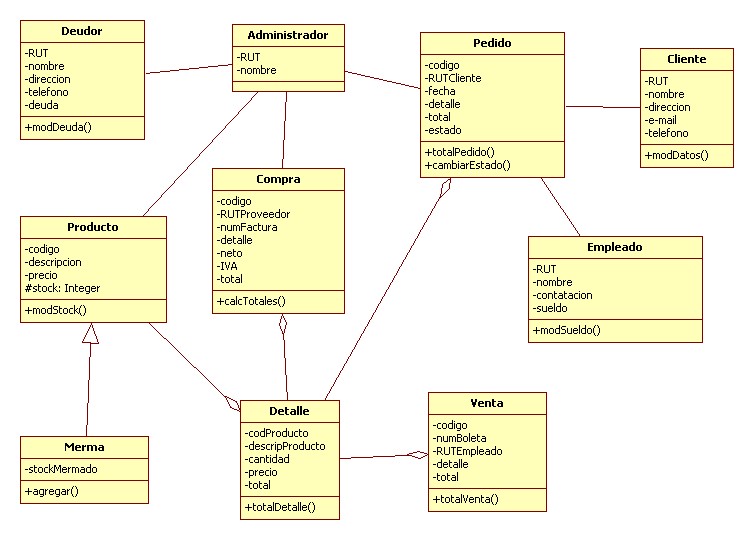 Deudor
-RUT
-nombre
-direccion
-telefono
-deuda
+modDeuda()
Administrador
-RUT
-nombre
Pedido
-codigo
-RUTCliente
-fecha
-detalle
-total
-estado
+totalPedido()
+cambiarEstado()
Cliente
-RUT
-nombre
-direccion
-e-mail
-telefono
+modDatos()
Compra
-codigo
-RUTProveedor
-numFactura
-detalle
-neto
-IVA
-total
+calcTotales()
Producto
-codigo
-descripcion
-precio
#stock: Integer
+modStock()
Empleado
-RUT
-nombre
-contatacion
-sueldo
+modSueldo()
Merma
-stockMermado
+agregar()
Detalle
-codProducto
-descripProducto
-cantidad
-precio
-total
+totalDetalle()
Venta
-codigo
-numBoleta
-RUTEmpleado
-detalle
-total
+totalVenta()